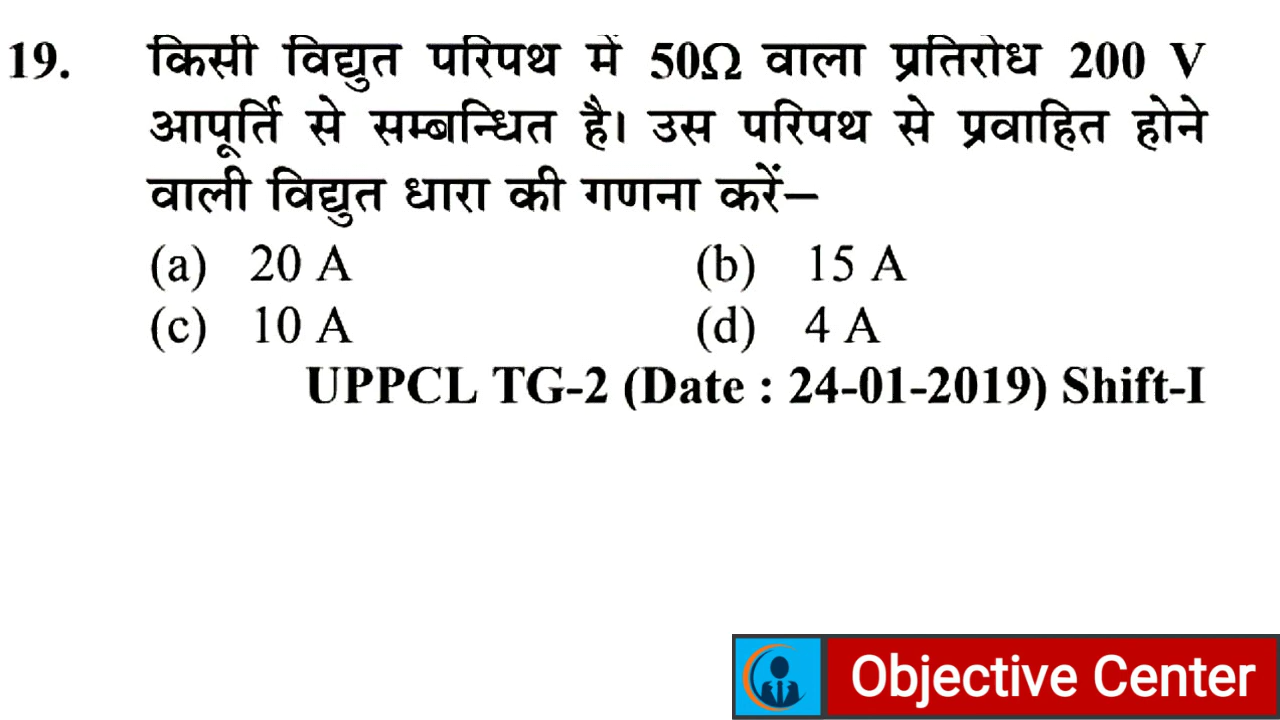 19. किसी विद्युत परिपथ में 50Ω वाला प्रतिरोध 200 V
आपूर्ति से सम्बन्धित है। उस परिपथ से प्रवाहित होने
वाली विद्युत धारा की गणना करें–
(a) 20 A (b) 15 A
(c) 10 A (d) 4 A
UPPCL TG-2 (Date : 24-01-2019) Shift-I
Objective Center